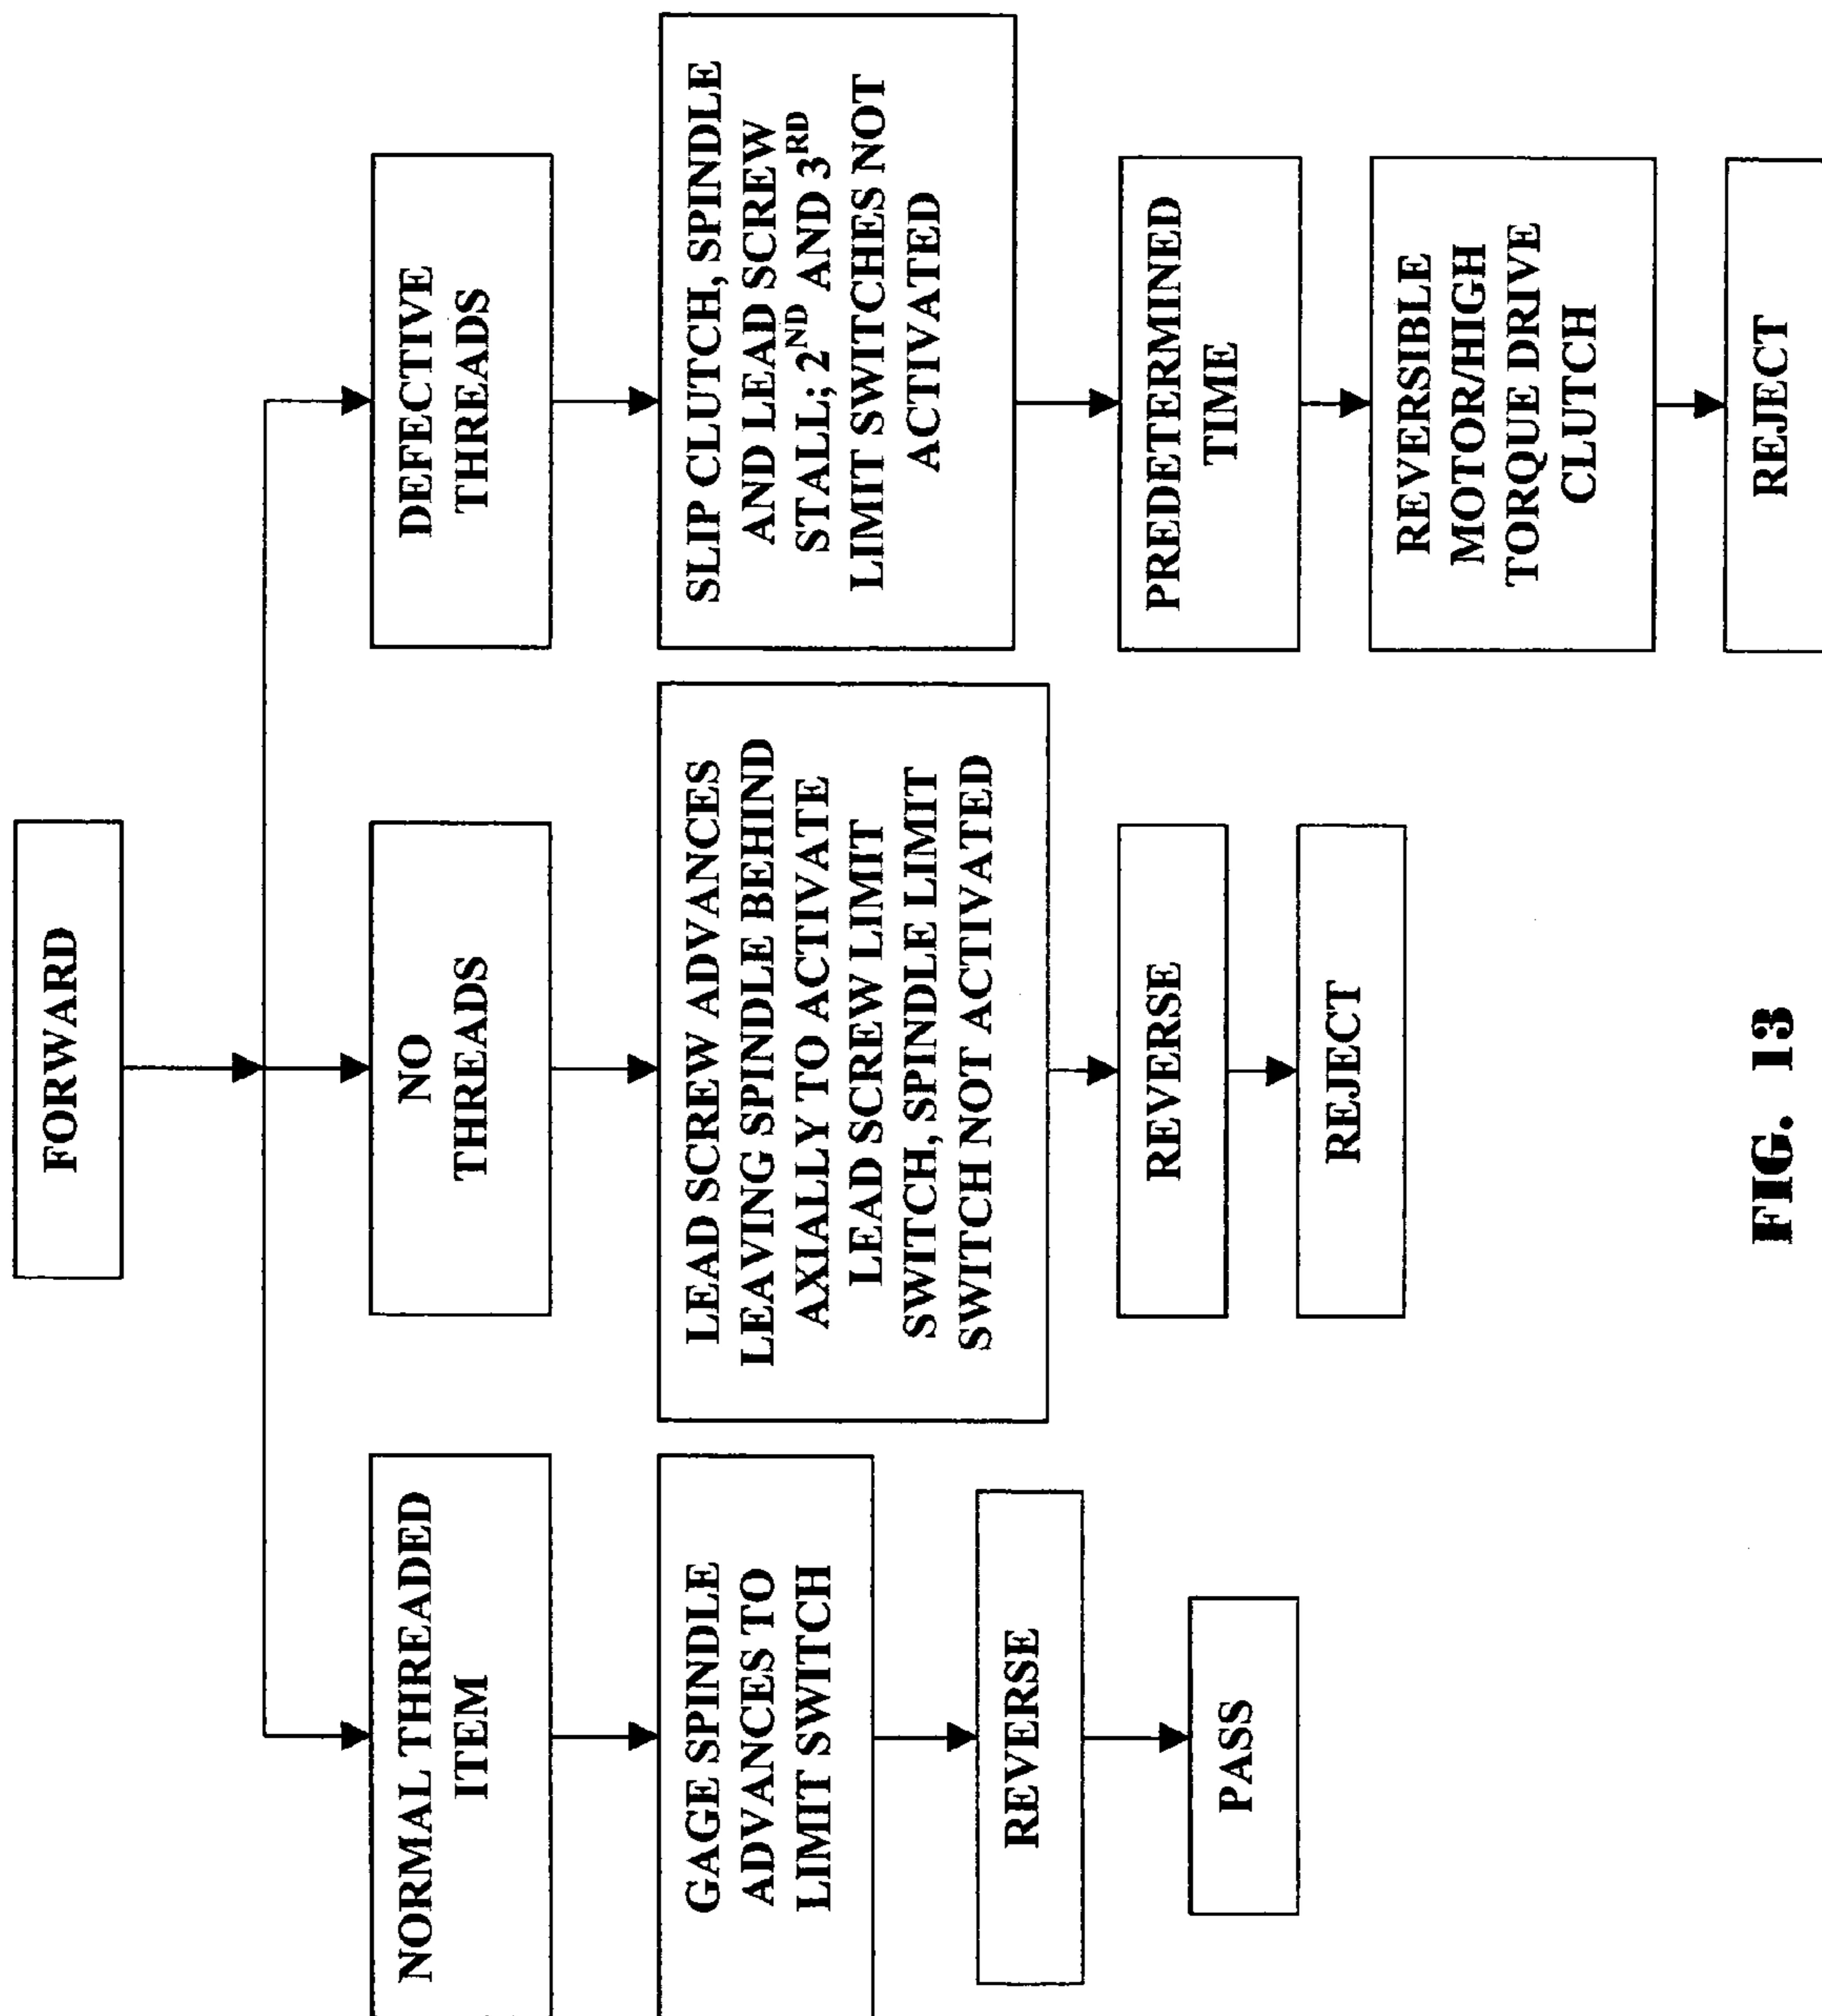 FORWARD
NORMAL THREADED
ITEM
GAGE SPINDLE
ADVANCES TO
LIMIT SWITCH
REVERSE
PASS
NO
THREADS
LEAD SCREW ADVANCES
LEAVING SPINDLE BEHIND
AXIALLY TO ACTIVATE
LEAD SCREW LIMIT
SWITCH, SPINDLE LIMIT
SWITCH NOT ACTIVATED
REVERSE
REJECT
DEFECTIVE
THREADS
SLIP CLUTCH, SPINDLE
AND LEAD SCREW
STALL; 2ND AND 3RD
LIMIT SWITCHES NOT
ACTIVATED
PREDETERMINED
TIME
REVERSIBLE
MOTOR/HIGH
TORQUE DRIVE
CLUTCH
REJECT
FIG. 13